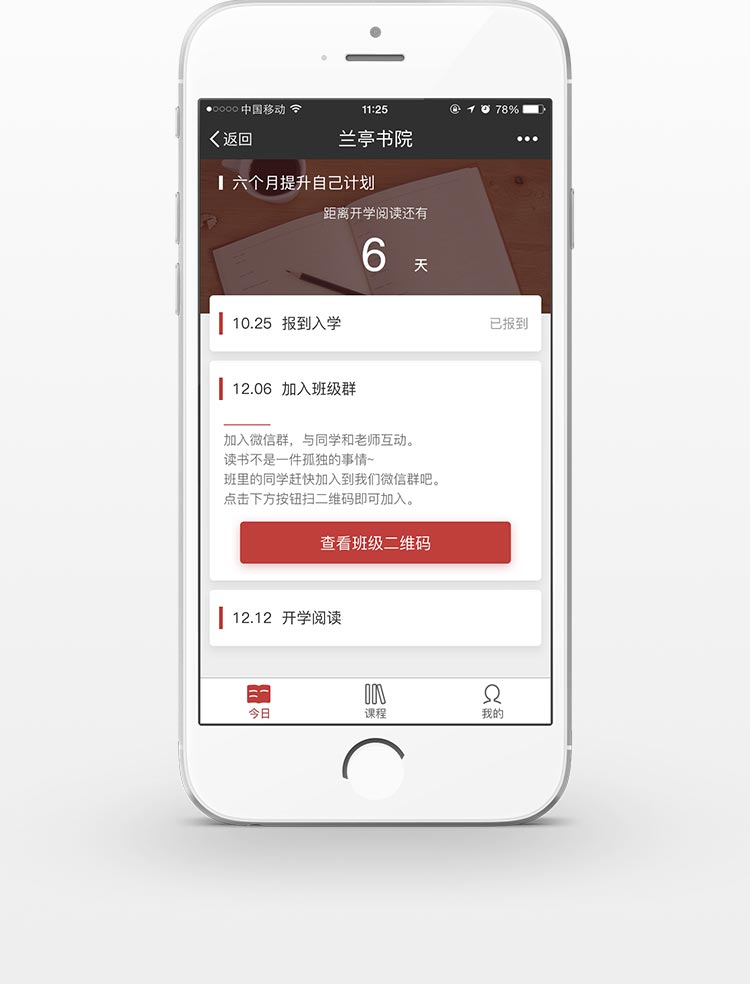 中国移动 11:25 78%
返回 兰亭书院
六个月提升自己计划
距离开学阅读还有
6 天
10.25 报到入学 已报到
12.06 加入班级群
加入微信群，与同学和老师互动。
读书不是一件孤独的事情~
班里的同学赶快加入到我们微信群吧。
点击下方按钮扫二维码即可加入。
查看班级二维码
12.12 开学阅读
今日 课程 我的